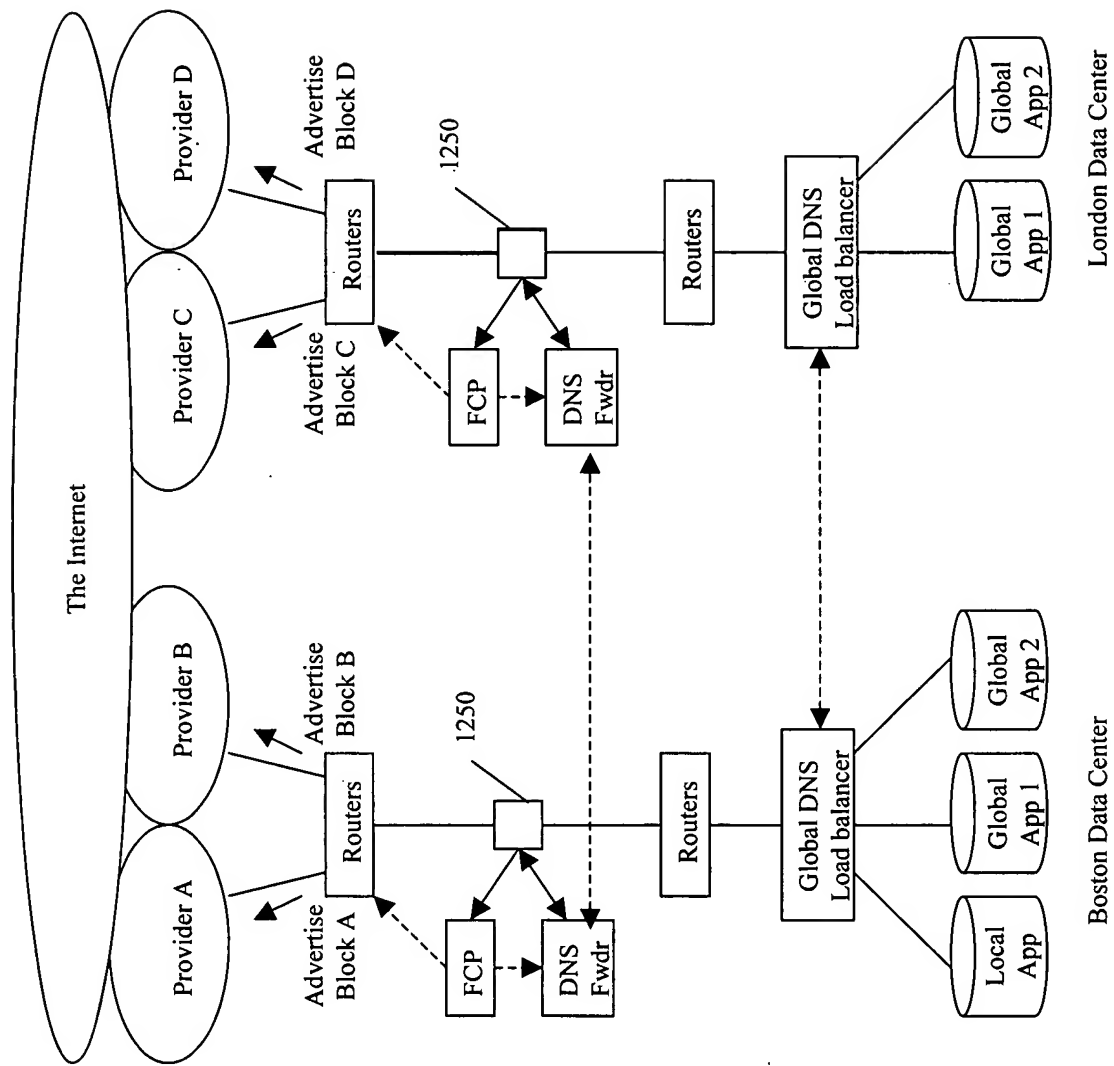 The Internet
Provider A
Provider B
Provider C
Provider D
Advertise
Block A
Advertise
Block B
Advertise
Block C
Advertise
Block D
Routers
Routers
1250
1250
FCP
FCP
DNS
Fwdr
DNS
Fwdr
Routers
Routers
Global DNS
Load balancer
Global DNS
Load balancer
Local
App
Global
App 1
Global
App 2
Global
App 1
Global
App 2
Boston Data Center
London Data Center